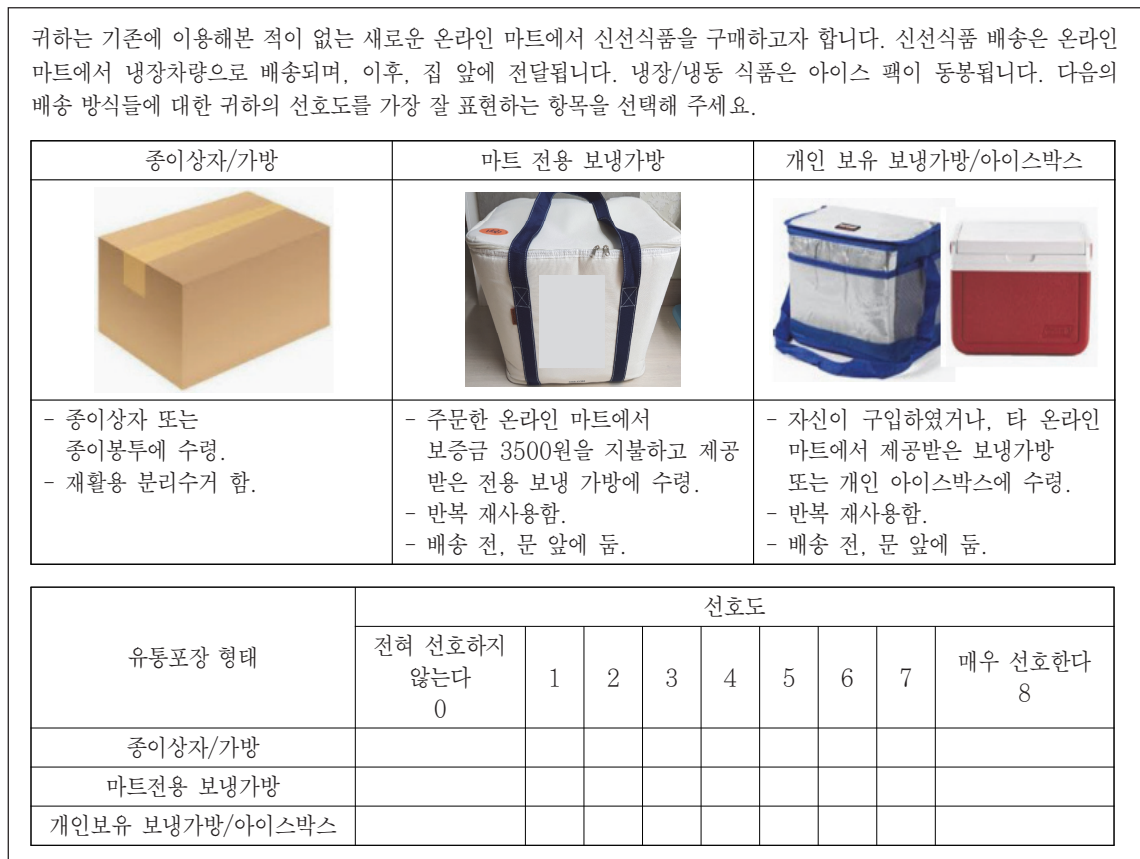 귀하는 기존에 이용해본 적이 없는 새로운 온라인 마트에서 신선식품을 구매하고자 합니다. 신선식품 배송은 온라인
마트에서 냉장차량으로 배송되며, 이후, 집 앞에 전달됩니다. 냉장/냉동 식품은 아이스 팩이 동봉됩니다. 다음의
배송 방식들에 대한 귀하의 선호도를 가장 잘 표현하는 항목을 선택해 주세요.
종이상자/가방
마트 전용 보냉가방
개인 보유 보냉가방/아이스박스
- 종이상자 또는
종이봉투에 수령.
- 재활용 분리수거 함.
- 주문한 온라인 마트에서
보증금 3500원을 지불하고 제공
받은 전용 보냉 가방에 수령.
- 반복 재사용함.
- 배송 전, 문 앞에 둠.
- 자신이 구입하였거나, 타 온라인
마트에서 제공받은 보냉가방
또는 개인 아이스박스에 수령.
- 반복 재사용함.
- 배송 전, 문 앞에 둠.
유통포장 형태
선호도
전혀 선호하지
않는다
0
1
2
3
4
5
6
7
매우 선호한다
8
종이상자/가방
마트전용 보냉가방
개인보유 보냉가방/아이스박스